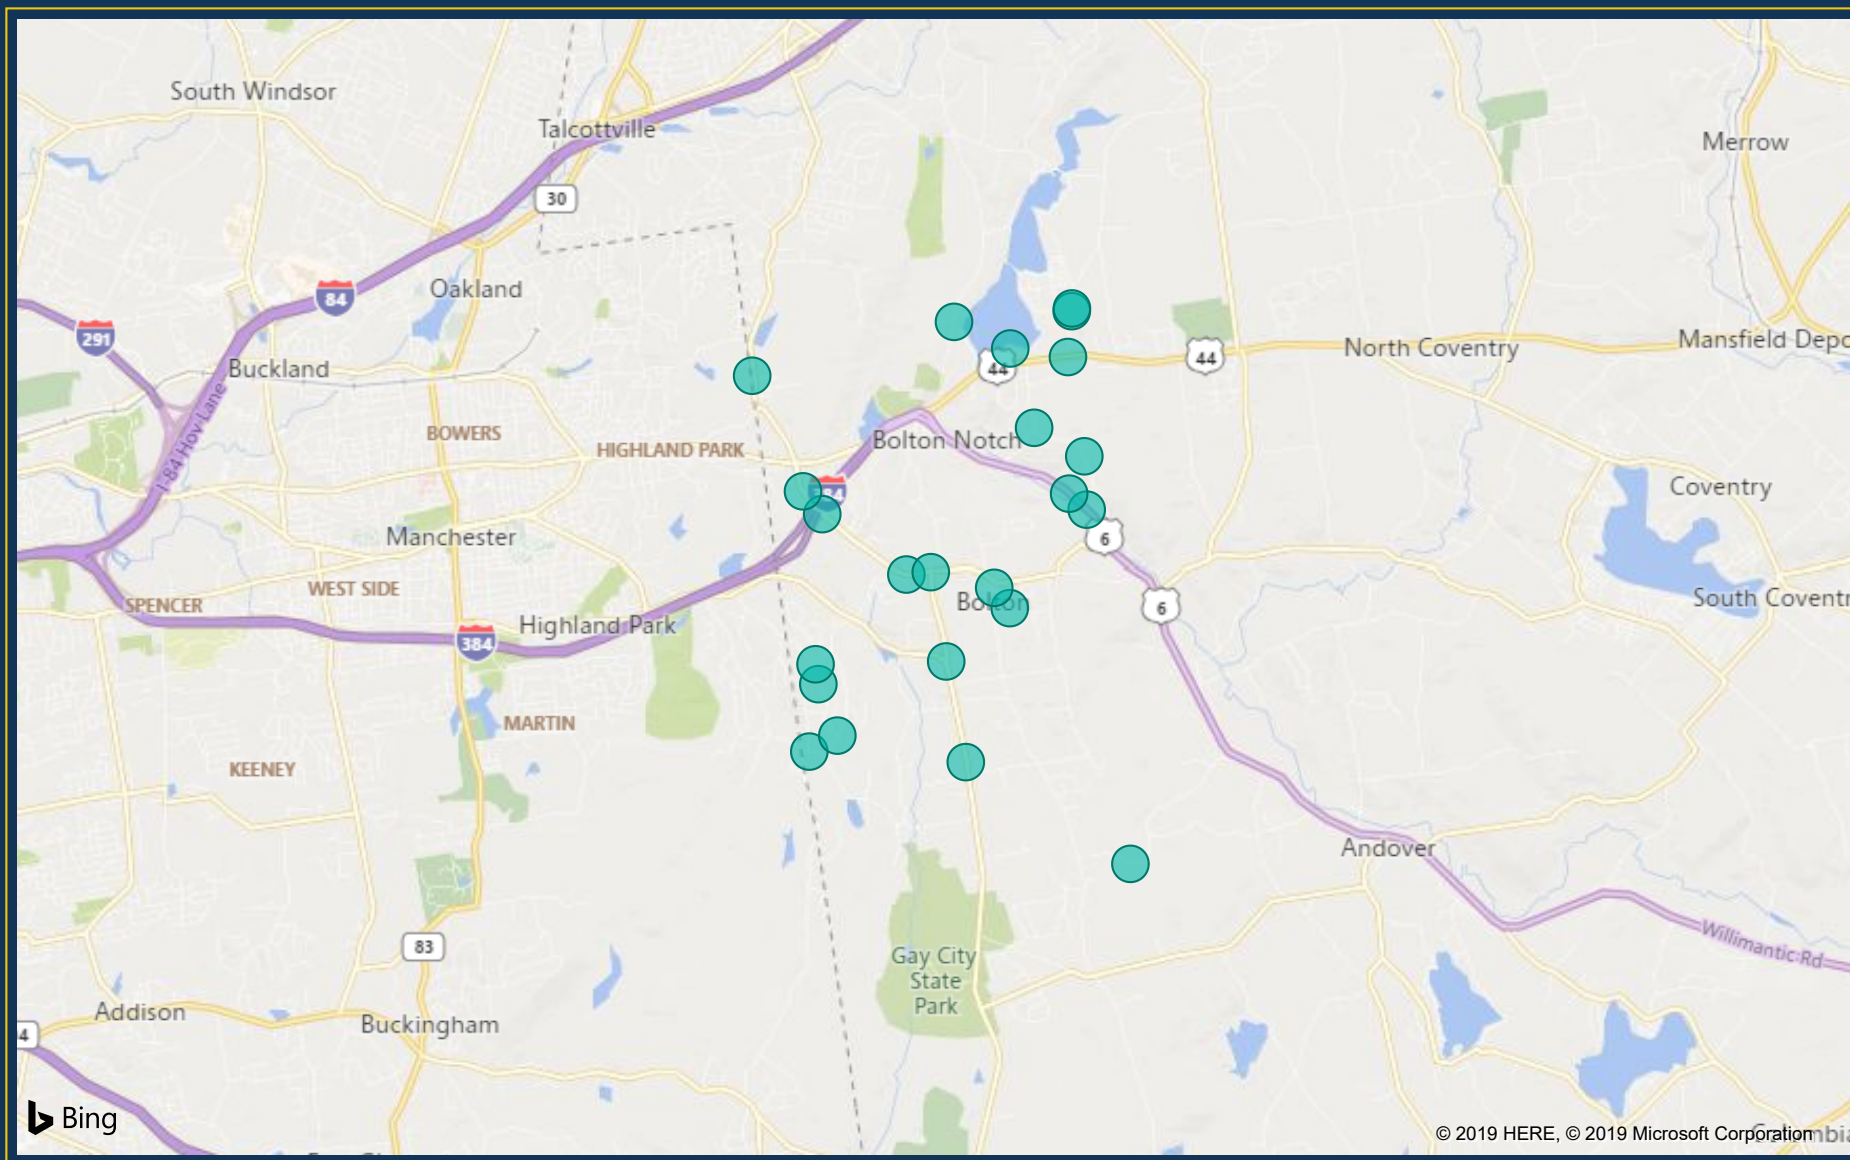 South Windsor
Talcottville
Merrow
30
Oakland
84
291
Buckland
44
44
North Coventry
Mansfield Depo
I-84 Hov Lane
BOWERS
HIGHLAND PARK
Bolton Notch
Coventry
Manchester
6
WEST SIDE
SPENCER
Bolton
6
South Coventr
Highland Park
384
MARTIN
KEENEY
Andover
83
Gay City
State
Park
Willimantic Rd
Addison
Buckingham
4
Bing
© 2019 HERE, © 2019 Microsoft Corporation